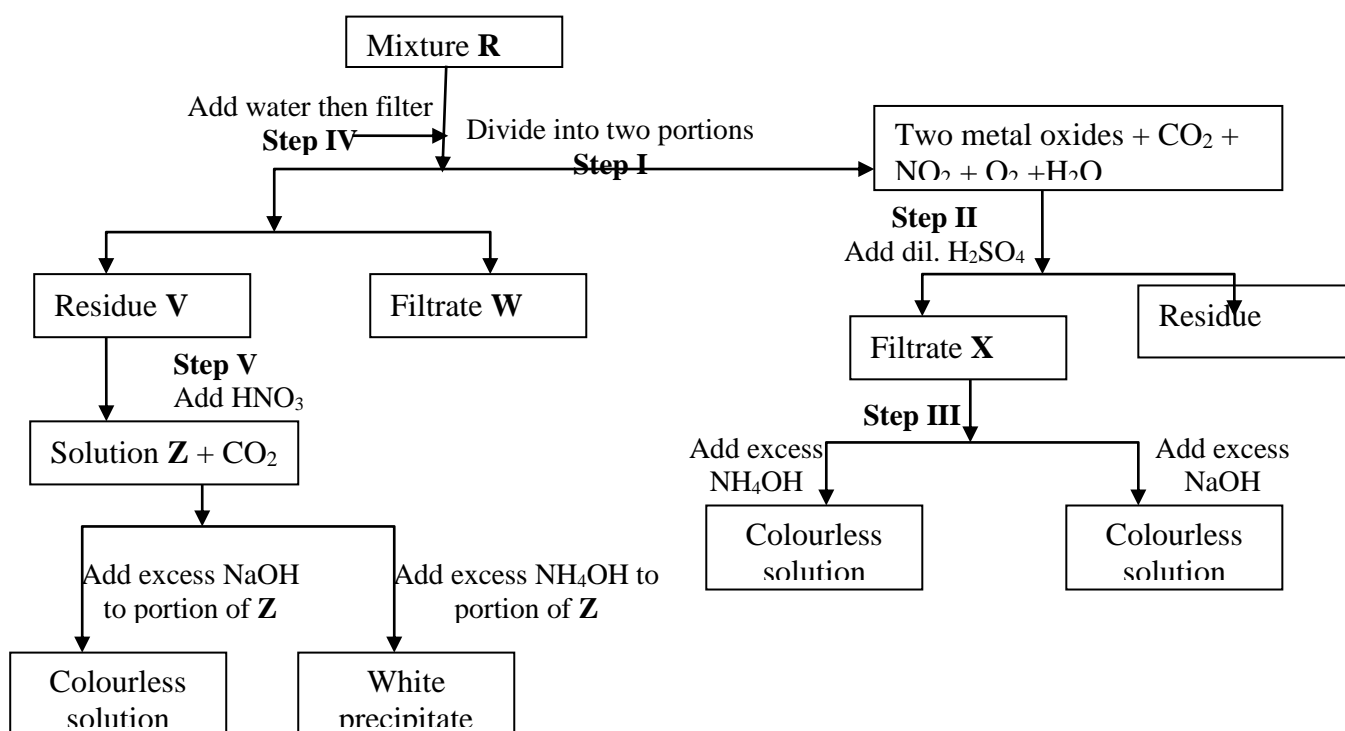 Mixture R
Add water then filter
Step IV
Divide into two portions
Step I
Two metal oxides + CO₂ +
NO₂ + O₂ +H₂O
Step II
Add dil. H₂SO₄
Residue V
Filtrate W
Filtrate X
Residue
Step V
Add HNO₃
Step III
Solution Z + CO₂
Add excess
NH₄OH
Add excess
NaOH
Colourless
solution
Colourless
solution
Add excess NaOH
to portion of Z
Add excess NH₄OH to
portion of Z
Colourless
solution
White
precipitate